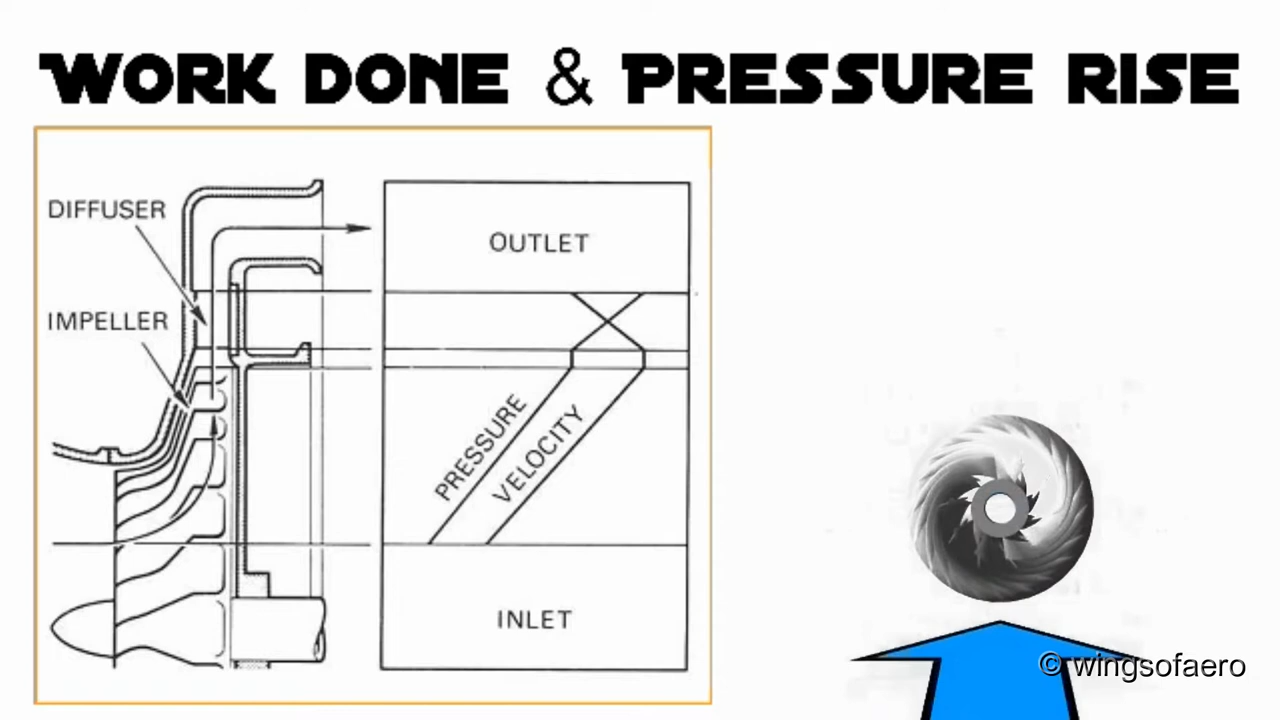 WORK DONE & PRESSURE RISE
DIFFUSER
IMPELLER
OUTLET
PRESSURE
VELOCITY
INLET
© wingsofaero